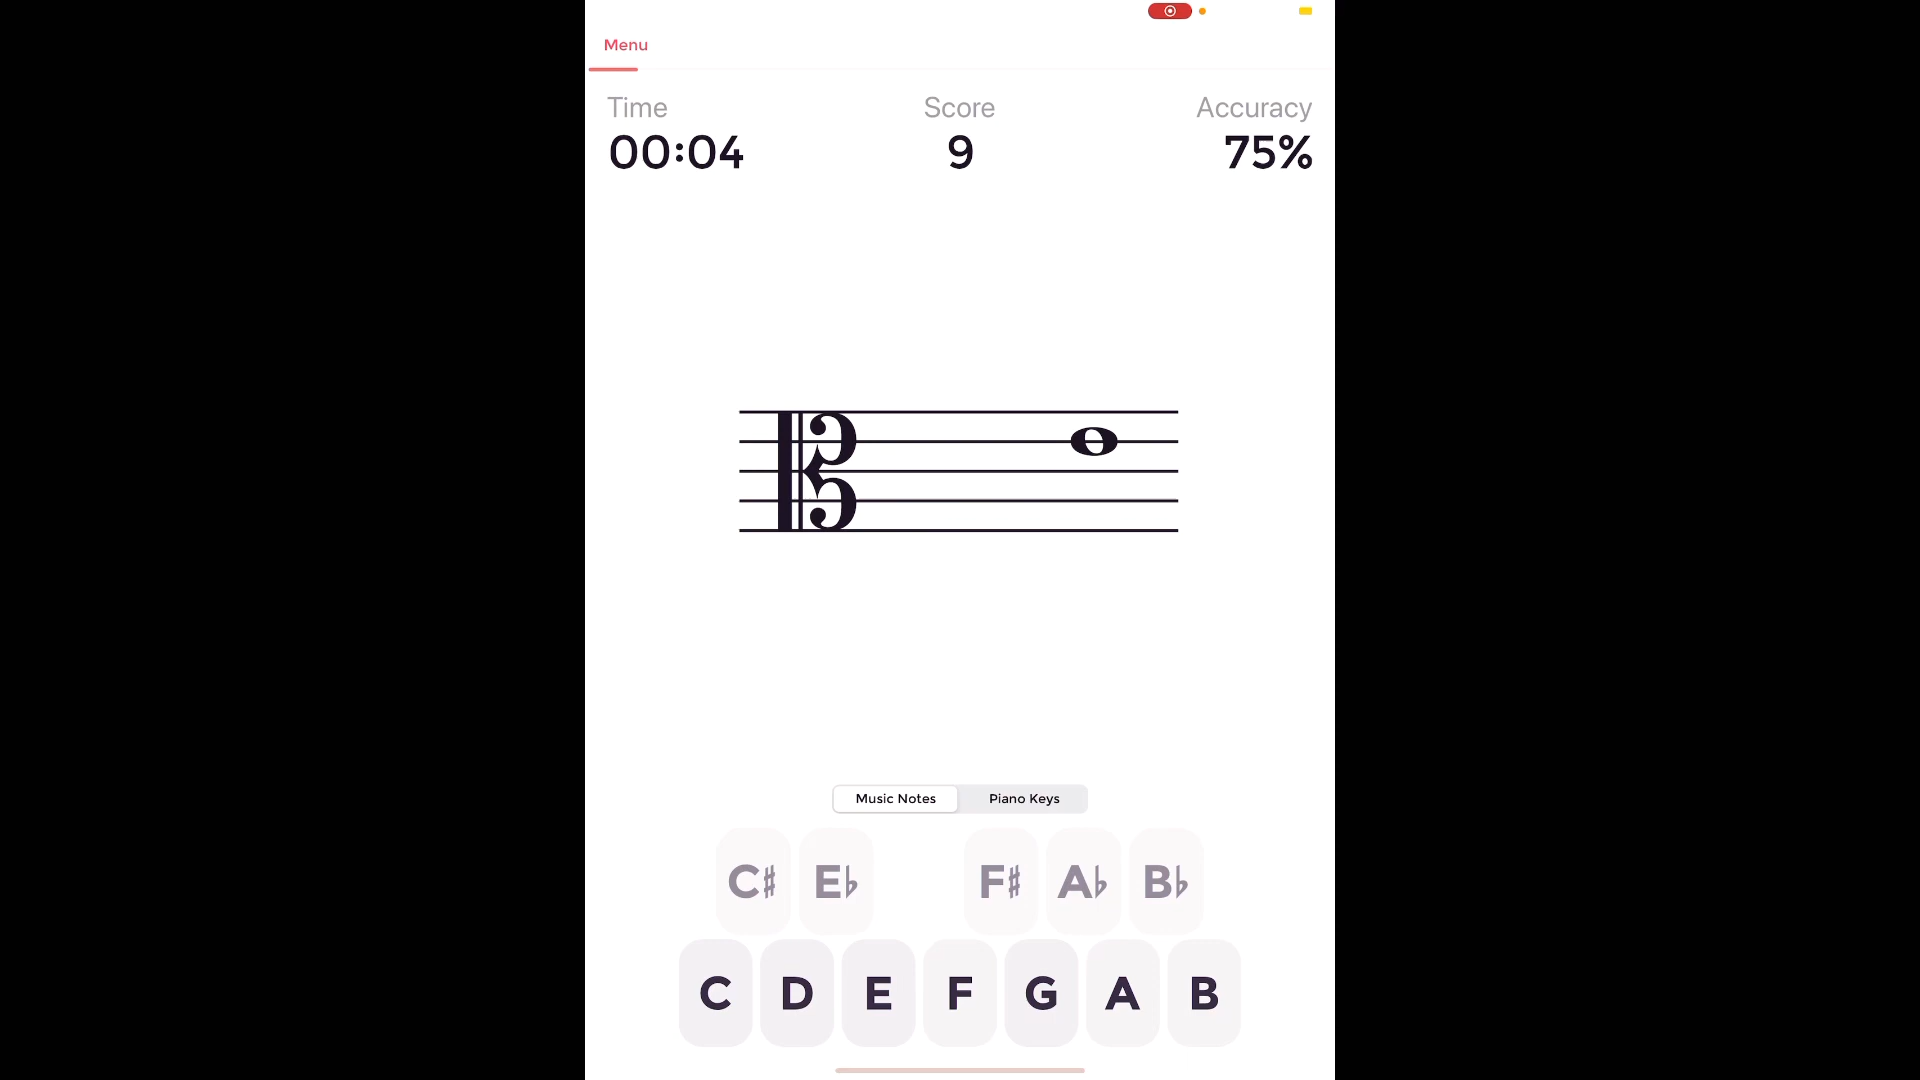 Menu
Time Score Accuracy
00:04 9 75%
Music Notes Piano Keys
C♯ E♭ F♯ A♭ B♭
C D E F G A B